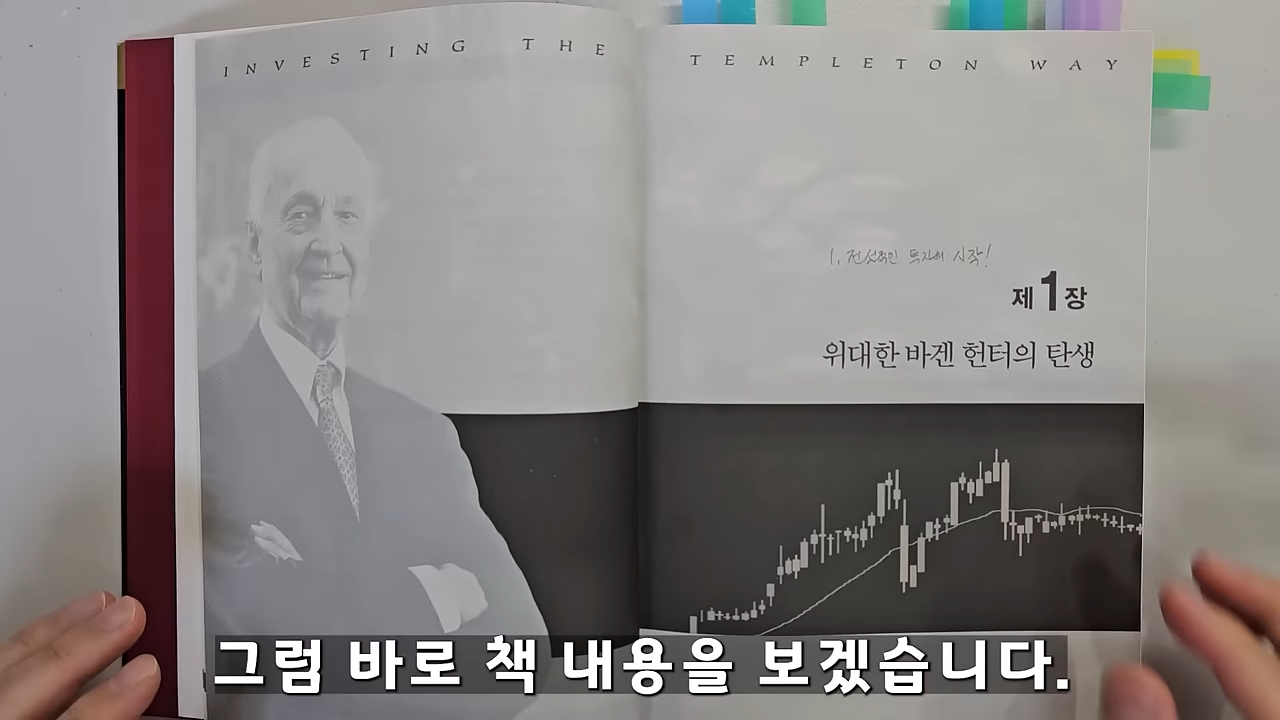 INVESTING THE TEMPLETON WAY
1. 전설적인 투자의 시작!
제1장
위대한 바겐 헌터의 탄생
그럼 바로 책 내용을 보겠습니다.